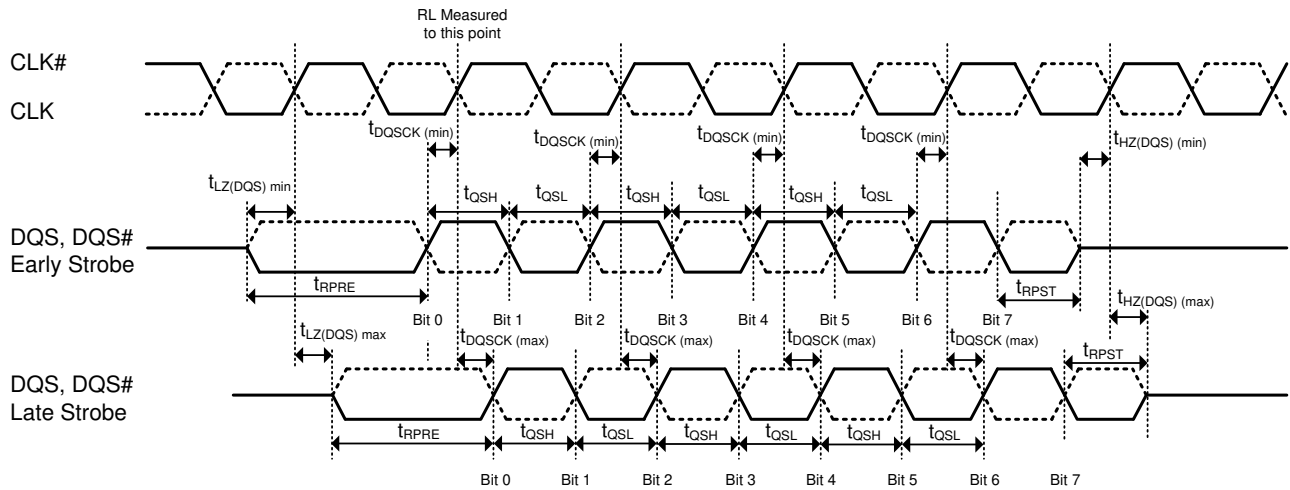 RL Measured
to this point
CLK#
CLK
tDQSCK (min) tDQSCK (min) tDQSCK (min) tDQSCK (min) tHZ(DQS) (min)
tLZ(DQS) min tQSH tQSL tQSH tQSL tQSH tQSL
DQS, DQS#
Early Strobe
tRPRE tRPST
Bit 0 Bit 1 Bit 2 Bit 3 Bit 4 Bit 5 Bit 6 Bit 7
tHZ(DQS) (max)
tLZ(DQS) max tDQSCK (max) tDQSCK (max) tDQSCK (max) tDQSCK (max) tRPST
DQS, DQS#
Late Strobe
tRPRE tQSH tQSL tQSH tQSL tQSH tQSL
Bit 0 Bit 1 Bit 2 Bit 3 Bit 4 Bit 5 Bit 6 Bit 7